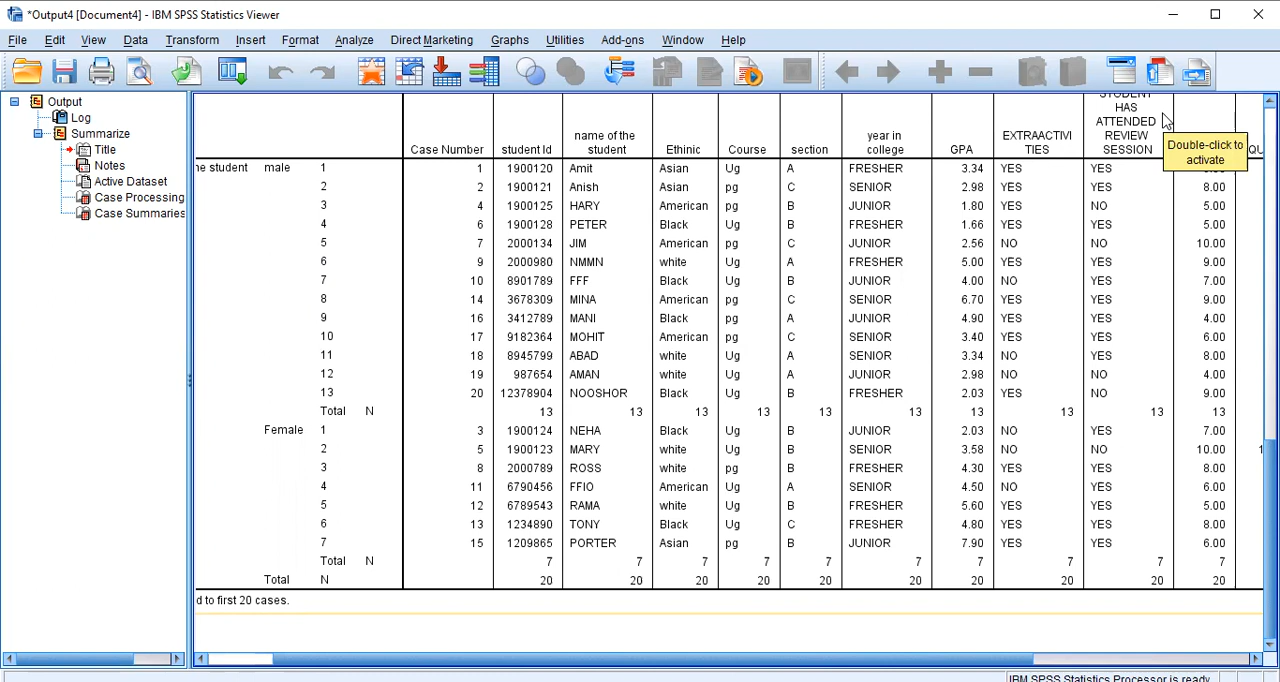 *Output4 [Document4] - IBM SPSS Statistics Viewer
File Edit View Data Transform Insert Format Analyze Direct Marketing Graphs Utilities Add-ons Window Help
Output
Log
Summarize
Title
Notes
Active Dataset
Case Processing
Case Summaries
Case Number student Id name of the student Ethinic Course section year in college GPA EXTRAACTIVI TIES STUDENT HAS ATTENDED REVIEW SESSION QU
Double-click to activate
he student male 1 1 1900120 Amit Asian Ug A FRESHER 3.34 YES YES
2 2 1900121 Anish Asian pg C SENIOR 2.98 YES YES 8.00
3 4 1900125 HARY American pg B JUNIOR 1.80 YES NO 5.00
4 6 1900128 PETER Black Ug B FRESHER 1.66 YES YES 5.00
5 7 2000134 JIM American pg C JUNIOR 2.56 NO NO 10.00
6 9 2000980 NMMN white Ug A FRESHER 5.00 YES YES 9.00
7 10 8901789 FFF Black Ug B JUNIOR 4.00 NO YES 7.00
8 14 3678309 MINA American pg C SENIOR 6.70 YES YES 9.00
9 16 3412789 MANI Black pg A JUNIOR 4.90 YES YES 4.00
10 17 9182364 MOHIT American pg C SENIOR 3.40 YES YES 6.00
11 18 8945799 ABAD white Ug A SENIOR 3.34 NO YES 8.00
12 19 987654 AMAN white Ug A JUNIOR 2.98 NO NO 4.00
13 20 12378904 NOOSHOR Black Ug B FRESHER 2.03 YES NO 9.00
Total N 13 13 13 13 13 13 13 13 13 13
Female 1 3 1900124 NEHA Black Ug B JUNIOR 2.03 NO YES 7.00
2 5 1900123 MARY white Ug B SENIOR 3.58 NO NO 10.00 1
3 8 2000789 ROSS white pg B FRESHER 4.30 YES YES 8.00
4 11 6790456 FFIO American Ug A SENIOR 4.50 NO YES 6.00
5 12 6789543 RAMA white Ug B FRESHER 5.60 YES YES 5.00
6 13 1234890 TONY Black Ug C FRESHER 4.80 YES YES 8.00
7 15 1209865 PORTER Asian pg B JUNIOR 7.90 YES YES 6.00
Total N 7 7 7 7 7 7 7 7 7 7
Total N 20 20 20 20 20 20 20 20 20 20
d to first 20 cases.
IBM SPSS Statistics Processor is ready